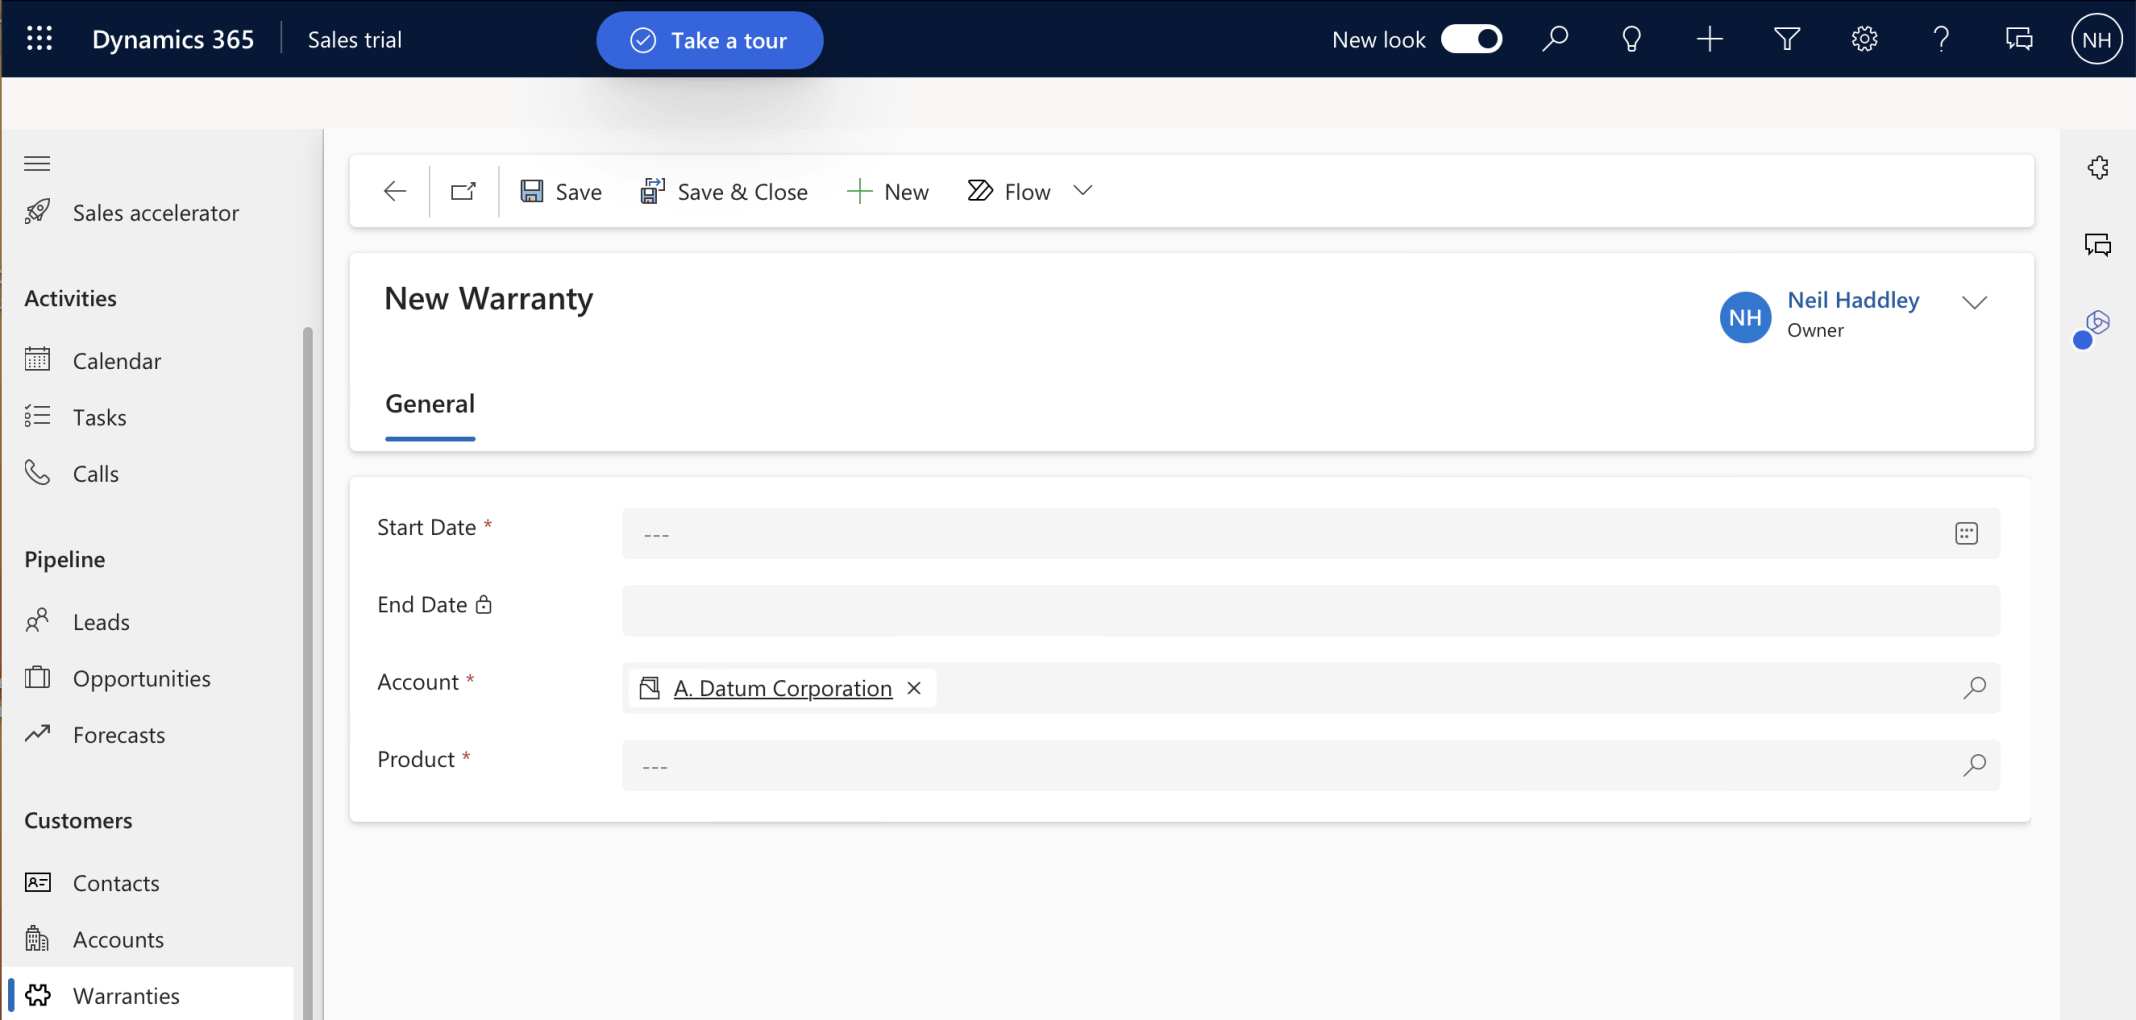 Dynamics 365
Sales trial
Take a tour
New look
NH
Sales accelerator
Activities
Calendar
Tasks
Calls
Pipeline
Leads
Opportunities
Forecasts
Customers
Contacts
Accounts
Warranties
Save
Save & Close
New
Flow
New Warranty
NH
Neil Haddley
Owner
General
Start Date *
---
End Date
Account *
A. Datum Corporation
Product *
---